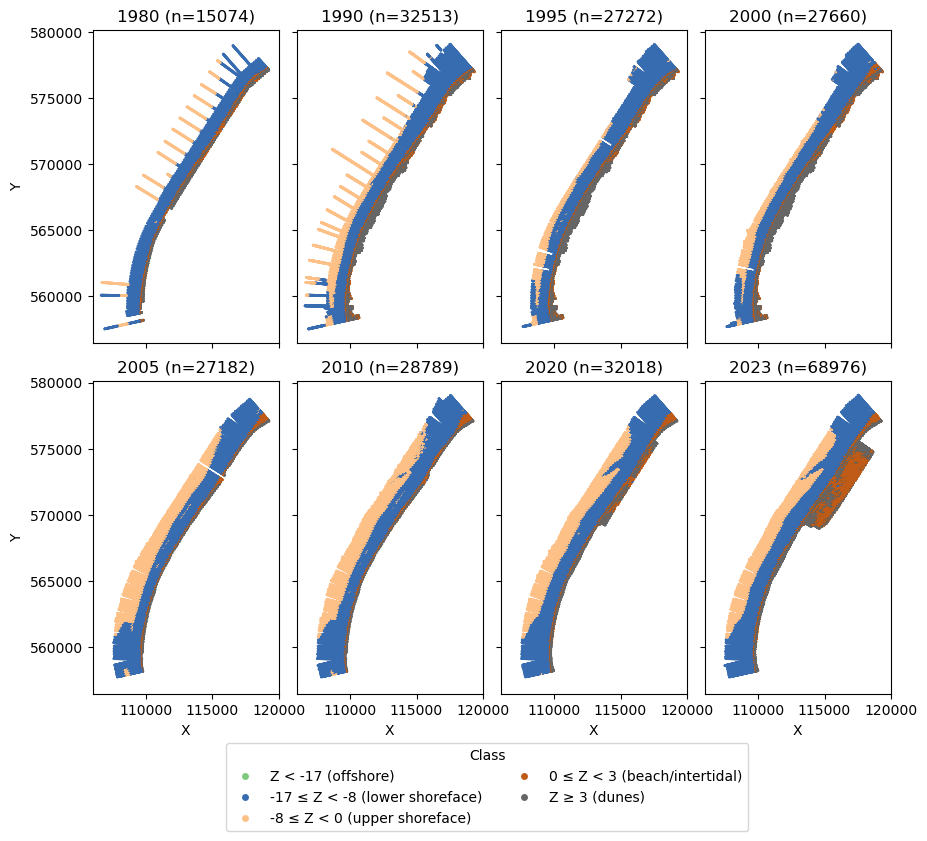 1980 (n=15074)
1990 (n=32513)
1995 (n=27272)
2000 (n=27660)
580000
575000
570000
565000
560000
Y
2005 (n=27182)
2010 (n=28789)
2020 (n=32018)
2023 (n=68976)
580000
575000
570000
565000
560000
Y
110000 115000 120000
110000 115000 120000
110000 115000 120000
110000 115000 120000
X
X
X
X
Class
Z < -17 (offshore)
-17 ≤ Z < -8 (lower shoreface)
-8 ≤ Z < 0 (upper shoreface)
0 ≤ Z < 3 (beach/intertidal)
Z ≥ 3 (dunes)